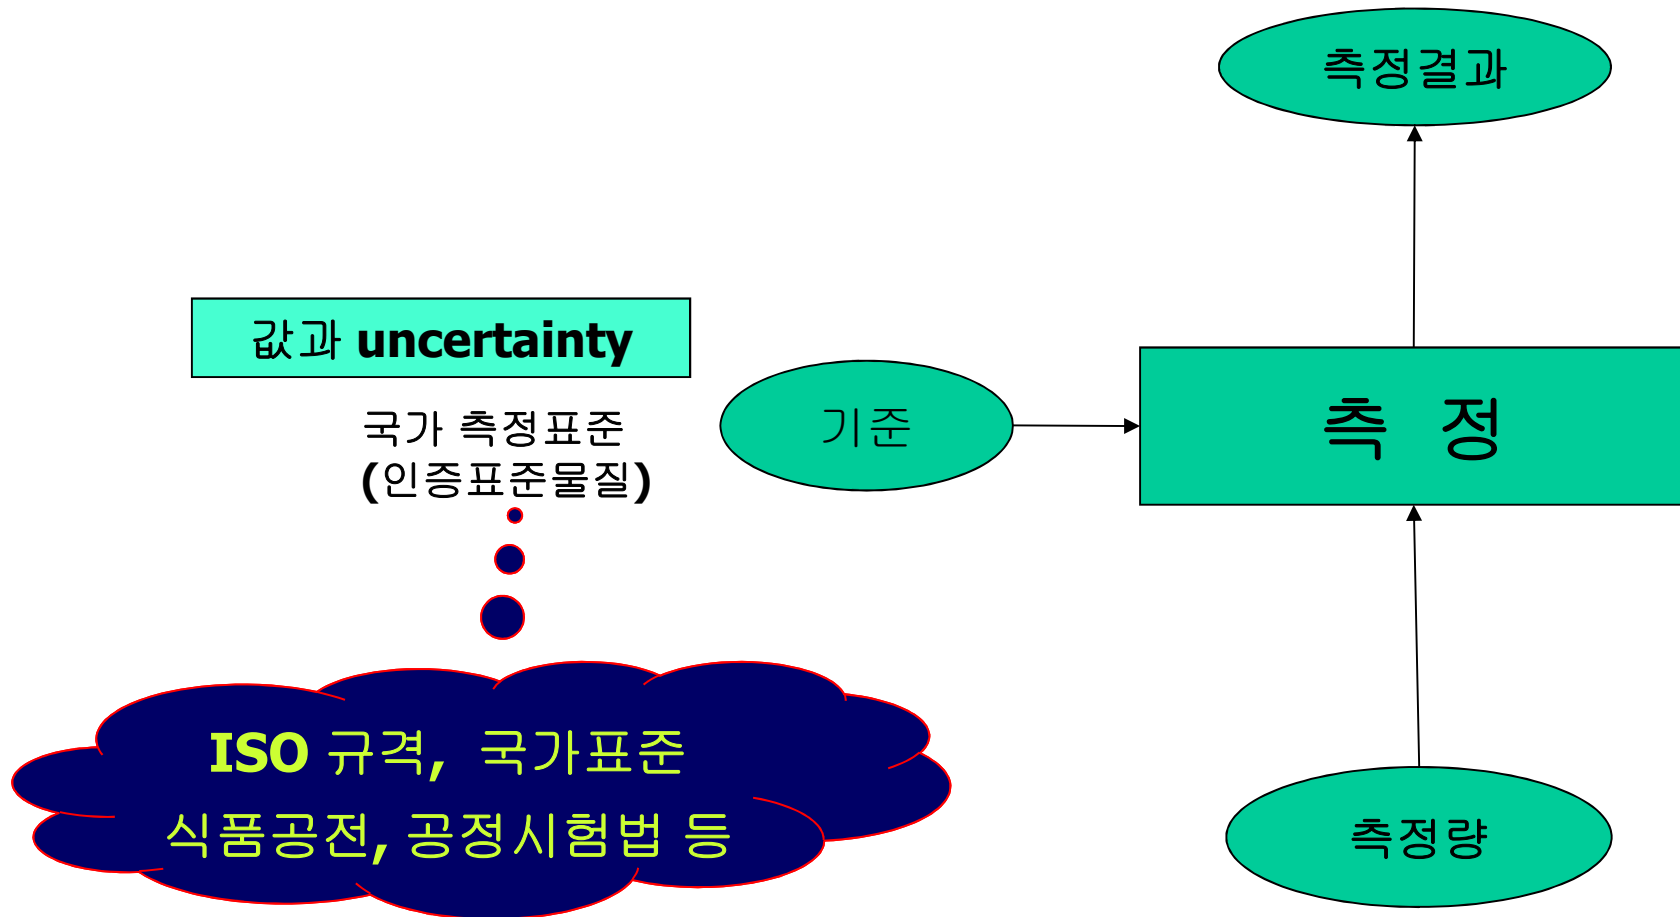 측정결과
값과 uncertainty
국가 측정표준
(인증표준물질)
기준
측 정
ISO 규격, 국가표준
식품공전, 공정시험법 등
측정량